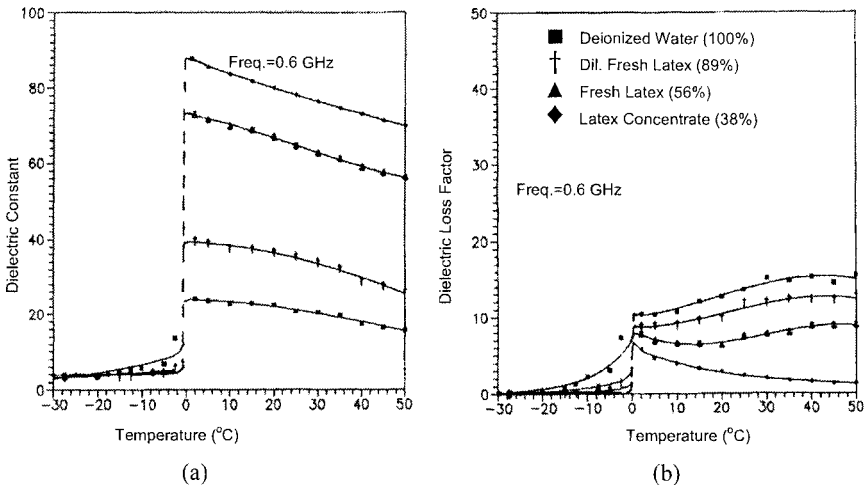 100
80
60
40
20
0
-30
-20
-10
0
10
20
30
40
50
Dielectric Constant
Freq.=0.6 GHz
Temperature (°C)
(a)
50
40
30
20
10
0
-30
-20
-10
0
10
20
30
40
50
Dielectric Loss Factor
Deionized Water (100%)
Dil. Fresh Latex (89%)
Fresh Latex (56%)
Latex Concentrate (38%)
Freq.=0.6 GHz
Temperature (°C)
(b)